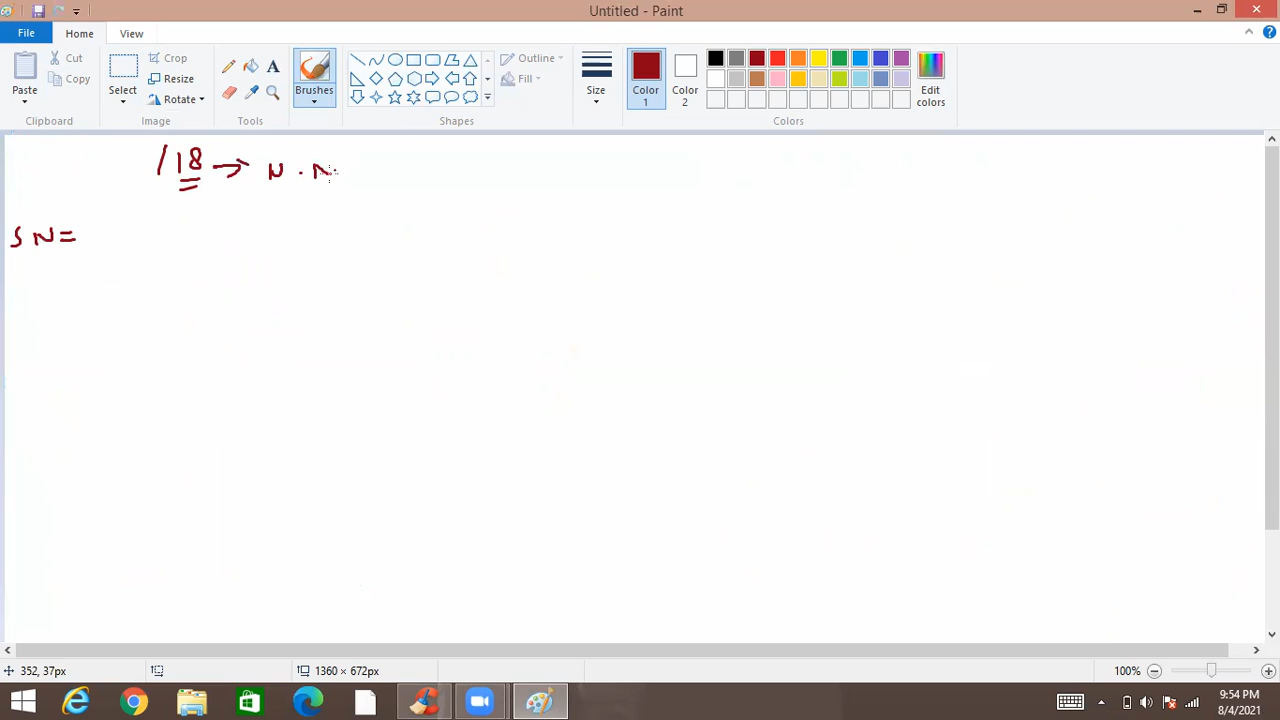 Untitled - Paint
File Home View
Paste
Cut
Copy
Select
Crop
Resize
Rotate
Brushes
Outline
Fill
Size
Color 1
Color 2
Edit colors
Clipboard Image Tools Shapes Colors
/18 → N . N
S N =
352, 37px 1360 × 672px 100%
9:54 PM
8/4/2021